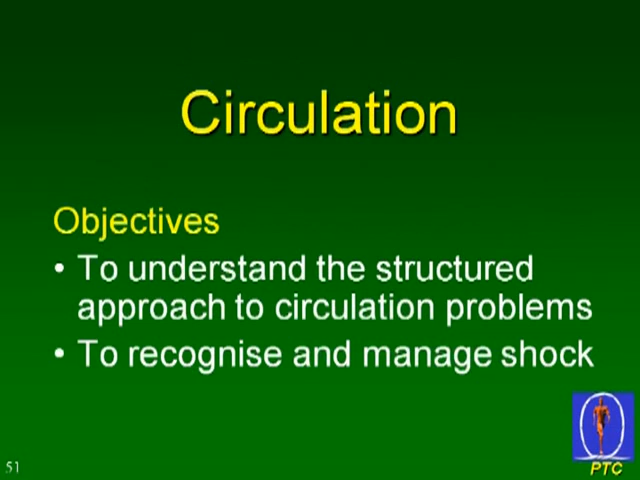 Circulation
Objectives
• To understand the structured
approach to circulation problems
• To recognise and manage shock
51
PTC